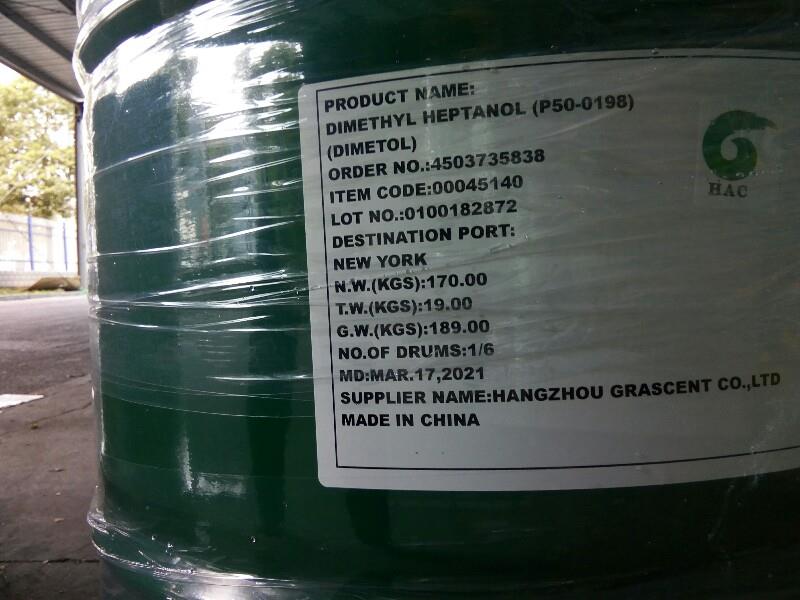 PRODUCT NAME:
DIMETHYL HEPTANOL (P50-0198)
(DIMETOL)
ORDER NO.:4503735838
ITEM CODE:00045140
LOT NO.:0100182872
DESTINATION PORT:
NEW YORK
N.W.(KGS):170.00
T.W.(KGS):19.00
G.W.(KGS):189.00
NO.OF DRUMS:1/6
MD:MAR.17,2021
SUPPLIER NAME:HANGZHOU GRASCENT CO.,LTD
MADE IN CHINA
HAC